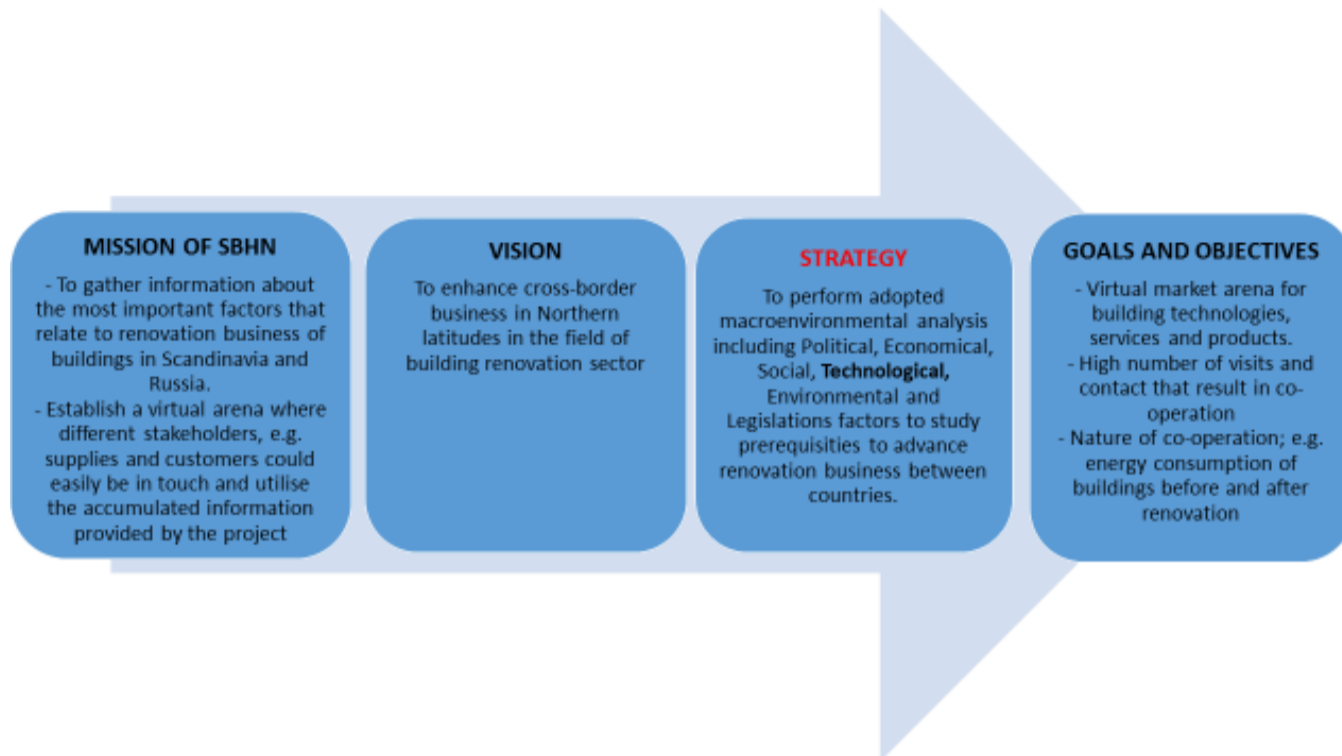 MISSION OF SBHN
- To gather information about
the most important factors that
relate to renovation business of
buildings in Scandinavia and
Russia.
- Establish a virtual arena where
different stakeholders, e.g.
supplies and customers could
easily be in touch and utilise
the accumulated information
provided by the project
VISION
To enhance cross-border
business in Northern
latitudes in the field of
building renovation sector
STRATEGY
To perform adopted
macroenvironmental analysis
including Political, Economical,
Social, Technological,
Environmental and
Legislations factors to study
prerequisities to advance
renovation business between
countries.
GOALS AND OBJECTIVES
- Virtual market arena for
building technologies,
services and products.
- High number of visits and
contact that result in co-
operation
- Nature of co-operation; e.g.
energy consumption of
buildings before and after
renovation